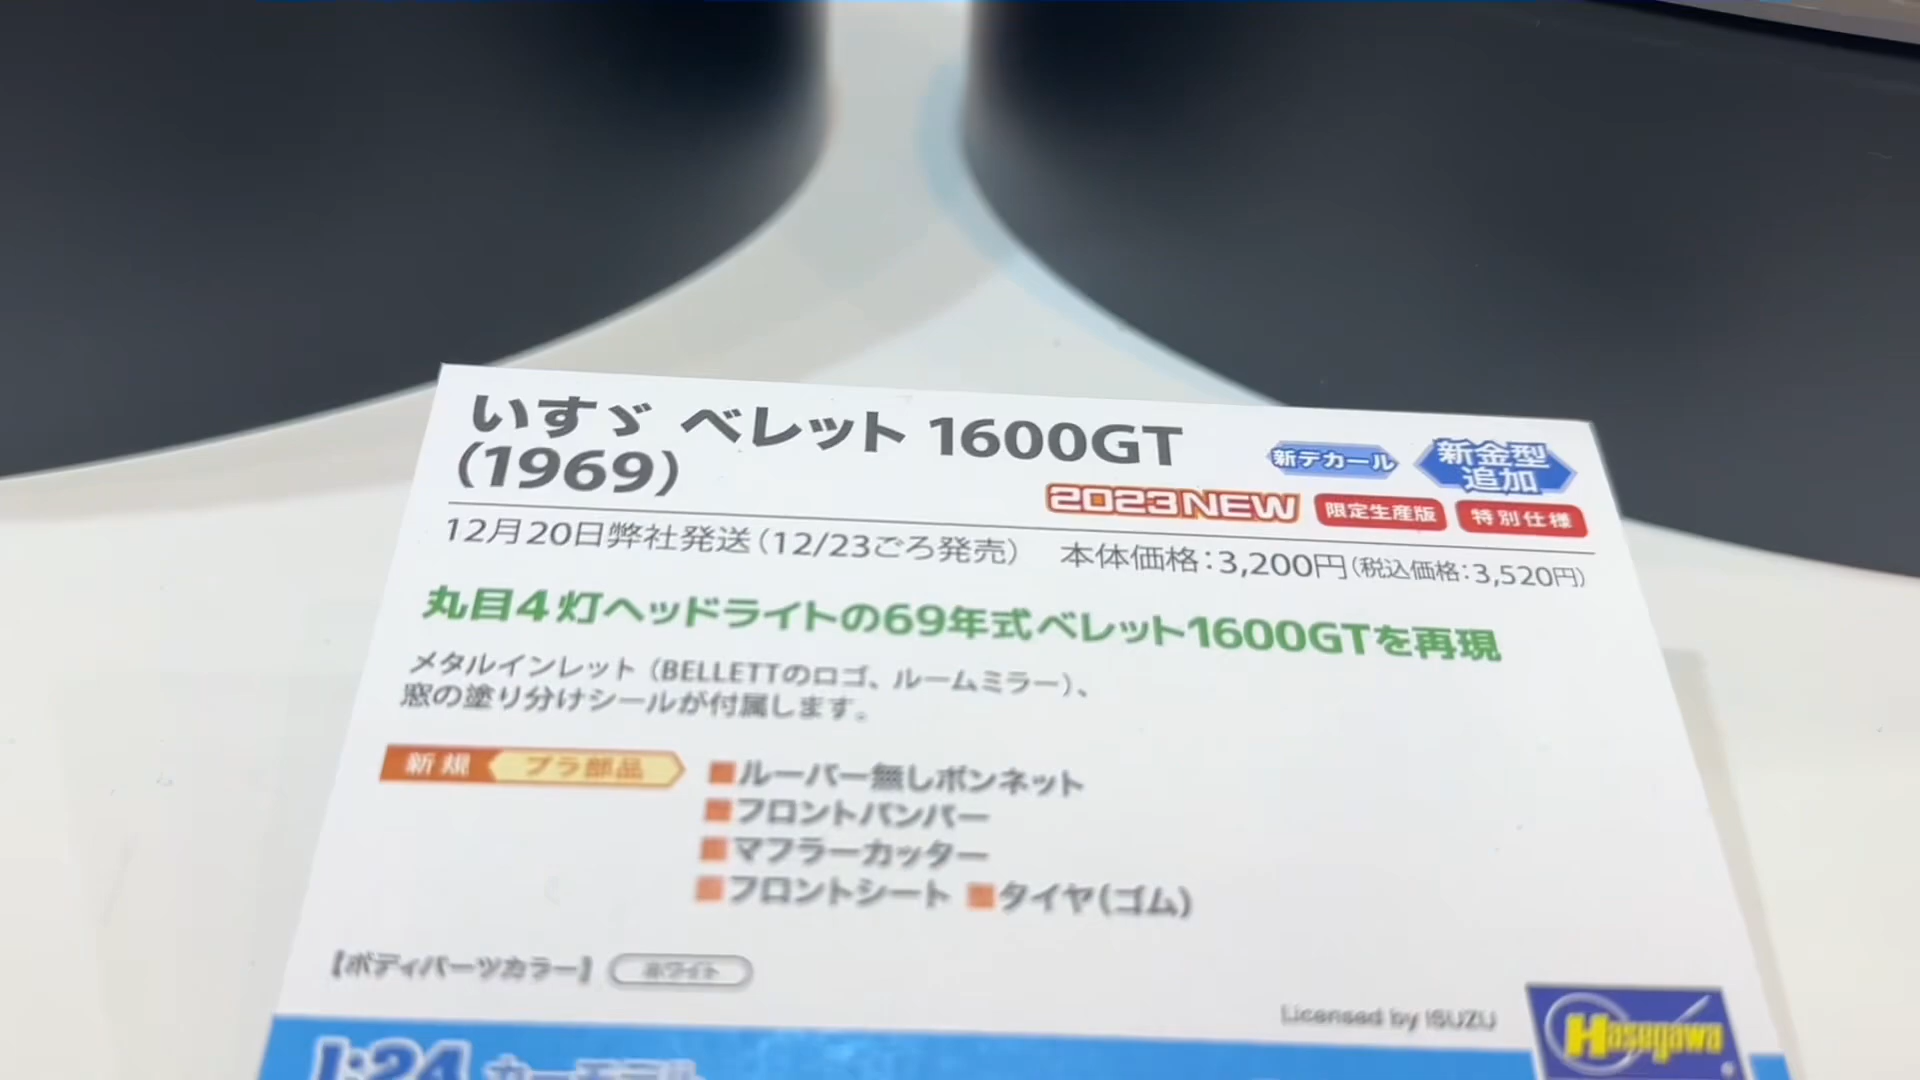 いすゞ ベレット 1600GT
(1969)
新デカール
新金型
追加
2023NEW
限定生産版
特別仕様
12月20日弊社発送(12/23ごろ発売) 本体価格:3,200円(税込価格:3,520円)
丸目4灯ヘッドライトの69年式ベレット1600GTを再現
メタルインレット(BELLETTのロゴ、ルームミラー)、
窓の塗り分けシールが付属します。
新規 プラ部品
■ルーバー無しボンネット
■フロントバンパー
■マフラーカッター
■フロントシート ■タイヤ(ゴム)
【ボディパーツカラー】 ホワイト
Licensed by ISUZU
Hasegawa
1:24 カーモデル